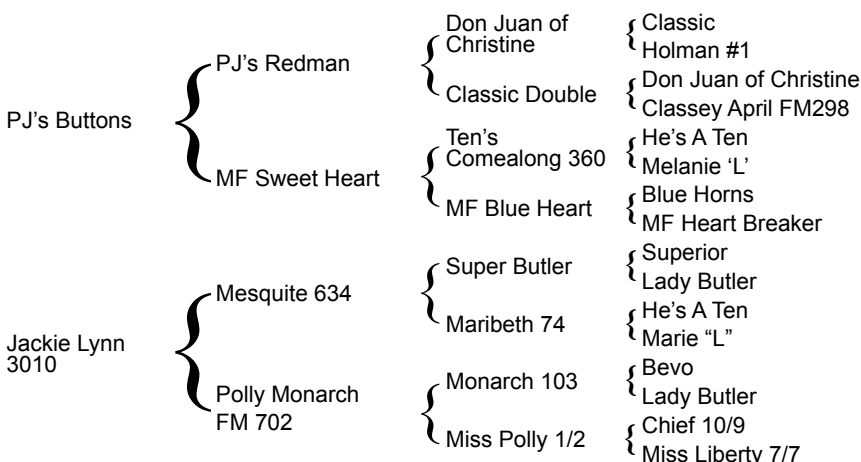 PJ's Buttons
PJ's Redman
Don Juan of
Christine
Classic
Holman #1
Classic Double
Don Juan of Christine
Classey April FM298
MF Sweet Heart
Ten's
Comealong 360
He's A Ten
Melanie ‘L’
MF Blue Heart
Blue Horns
MF Heart Breaker
Jackie Lynn
3010
Mesquite 634
Super Butler
Superior
Lady Butler
Maribeth 74
He's A Ten
Marie “L”
Polly Monarch
FM 702
Monarch 103
Bevo
Lady Butler
Miss Polly 1/2
Chief 10/9
Miss Liberty 7/7